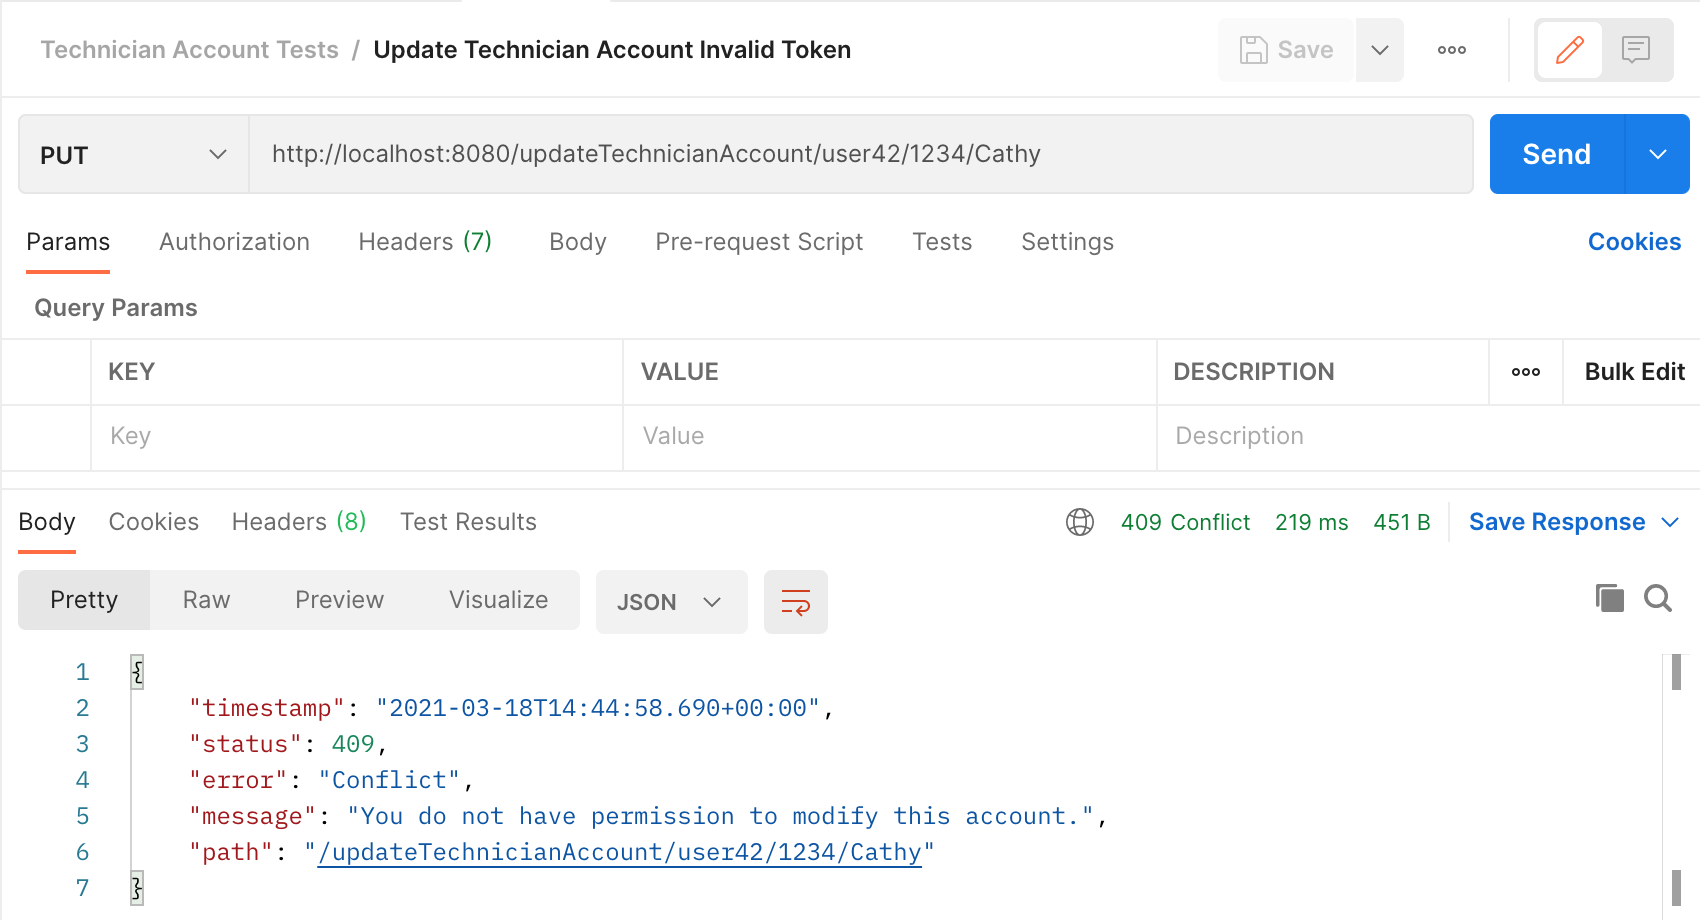 Technician Account Tests / Update Technician Account Invalid Token
Save
PUT
http://localhost:8080/updateTechnicianAccount/user42/1234/Cathy
Send
Params Authorization Headers (7) Body Pre-request Script Tests Settings Cookies
Query Params
KEY VALUE DESCRIPTION Bulk Edit
Key Value Description
Body Cookies Headers (8) Test Results 409 Conflict 219 ms 451 B Save Response
Pretty Raw Preview Visualize JSON
1 {
2 "timestamp": "2021-03-18T14:44:58.690+00:00",
3 "status": 409,
4 "error": "Conflict",
5 "message": "You do not have permission to modify this account.",
6 "path": "/updateTechnicianAccount/user42/1234/Cathy"
7 }